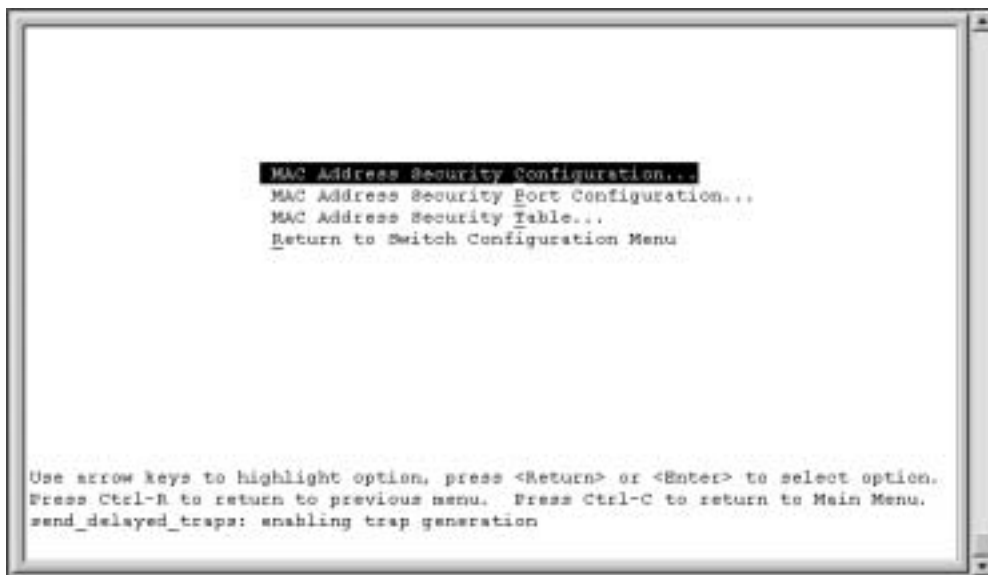 MAC Address Security Configuration...
MAC Address Security Port Configuration...
MAC Address Security Table...
Return to Switch Configuration Menu
Use arrow keys to highlight option, press <Return> or <Enter> to select option.
Press Ctrl-R to return to previous menu.  Press Ctrl-C to return to Main Menu.
send_delayed_traps: enabling trap generation